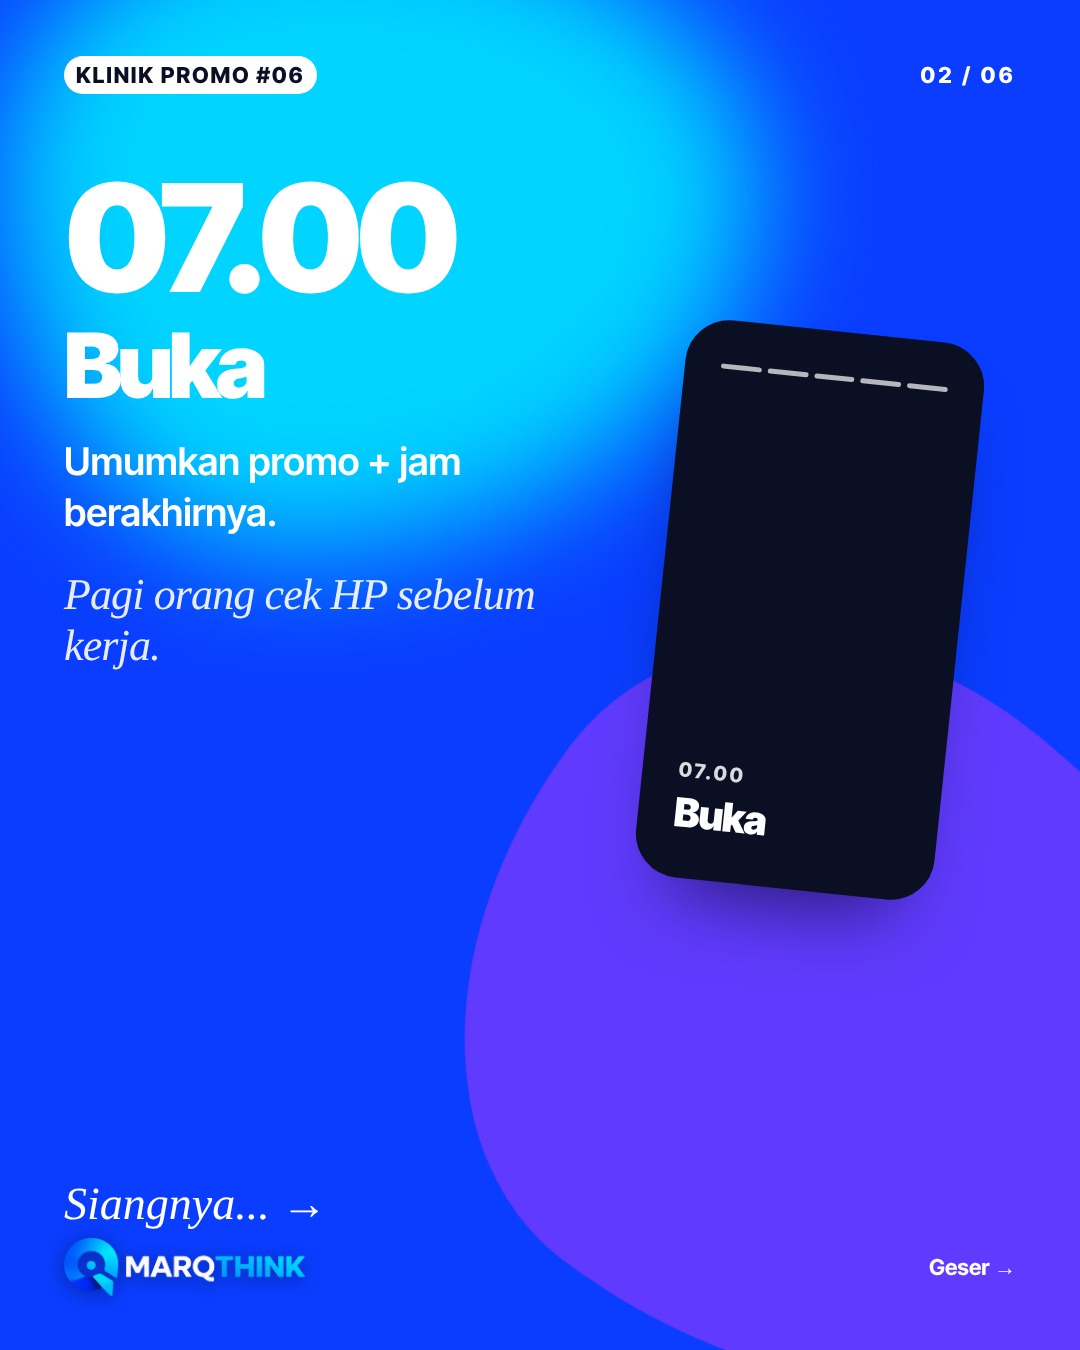 KLINIK PROMO #06
02 / 06
07.00
Buka
Umumkan promo + jam
berakhirnya.
Pagi orang cek HP sebelum
kerja.
07.00
Buka
Siangnya... →
MARQTHINK
Geser →